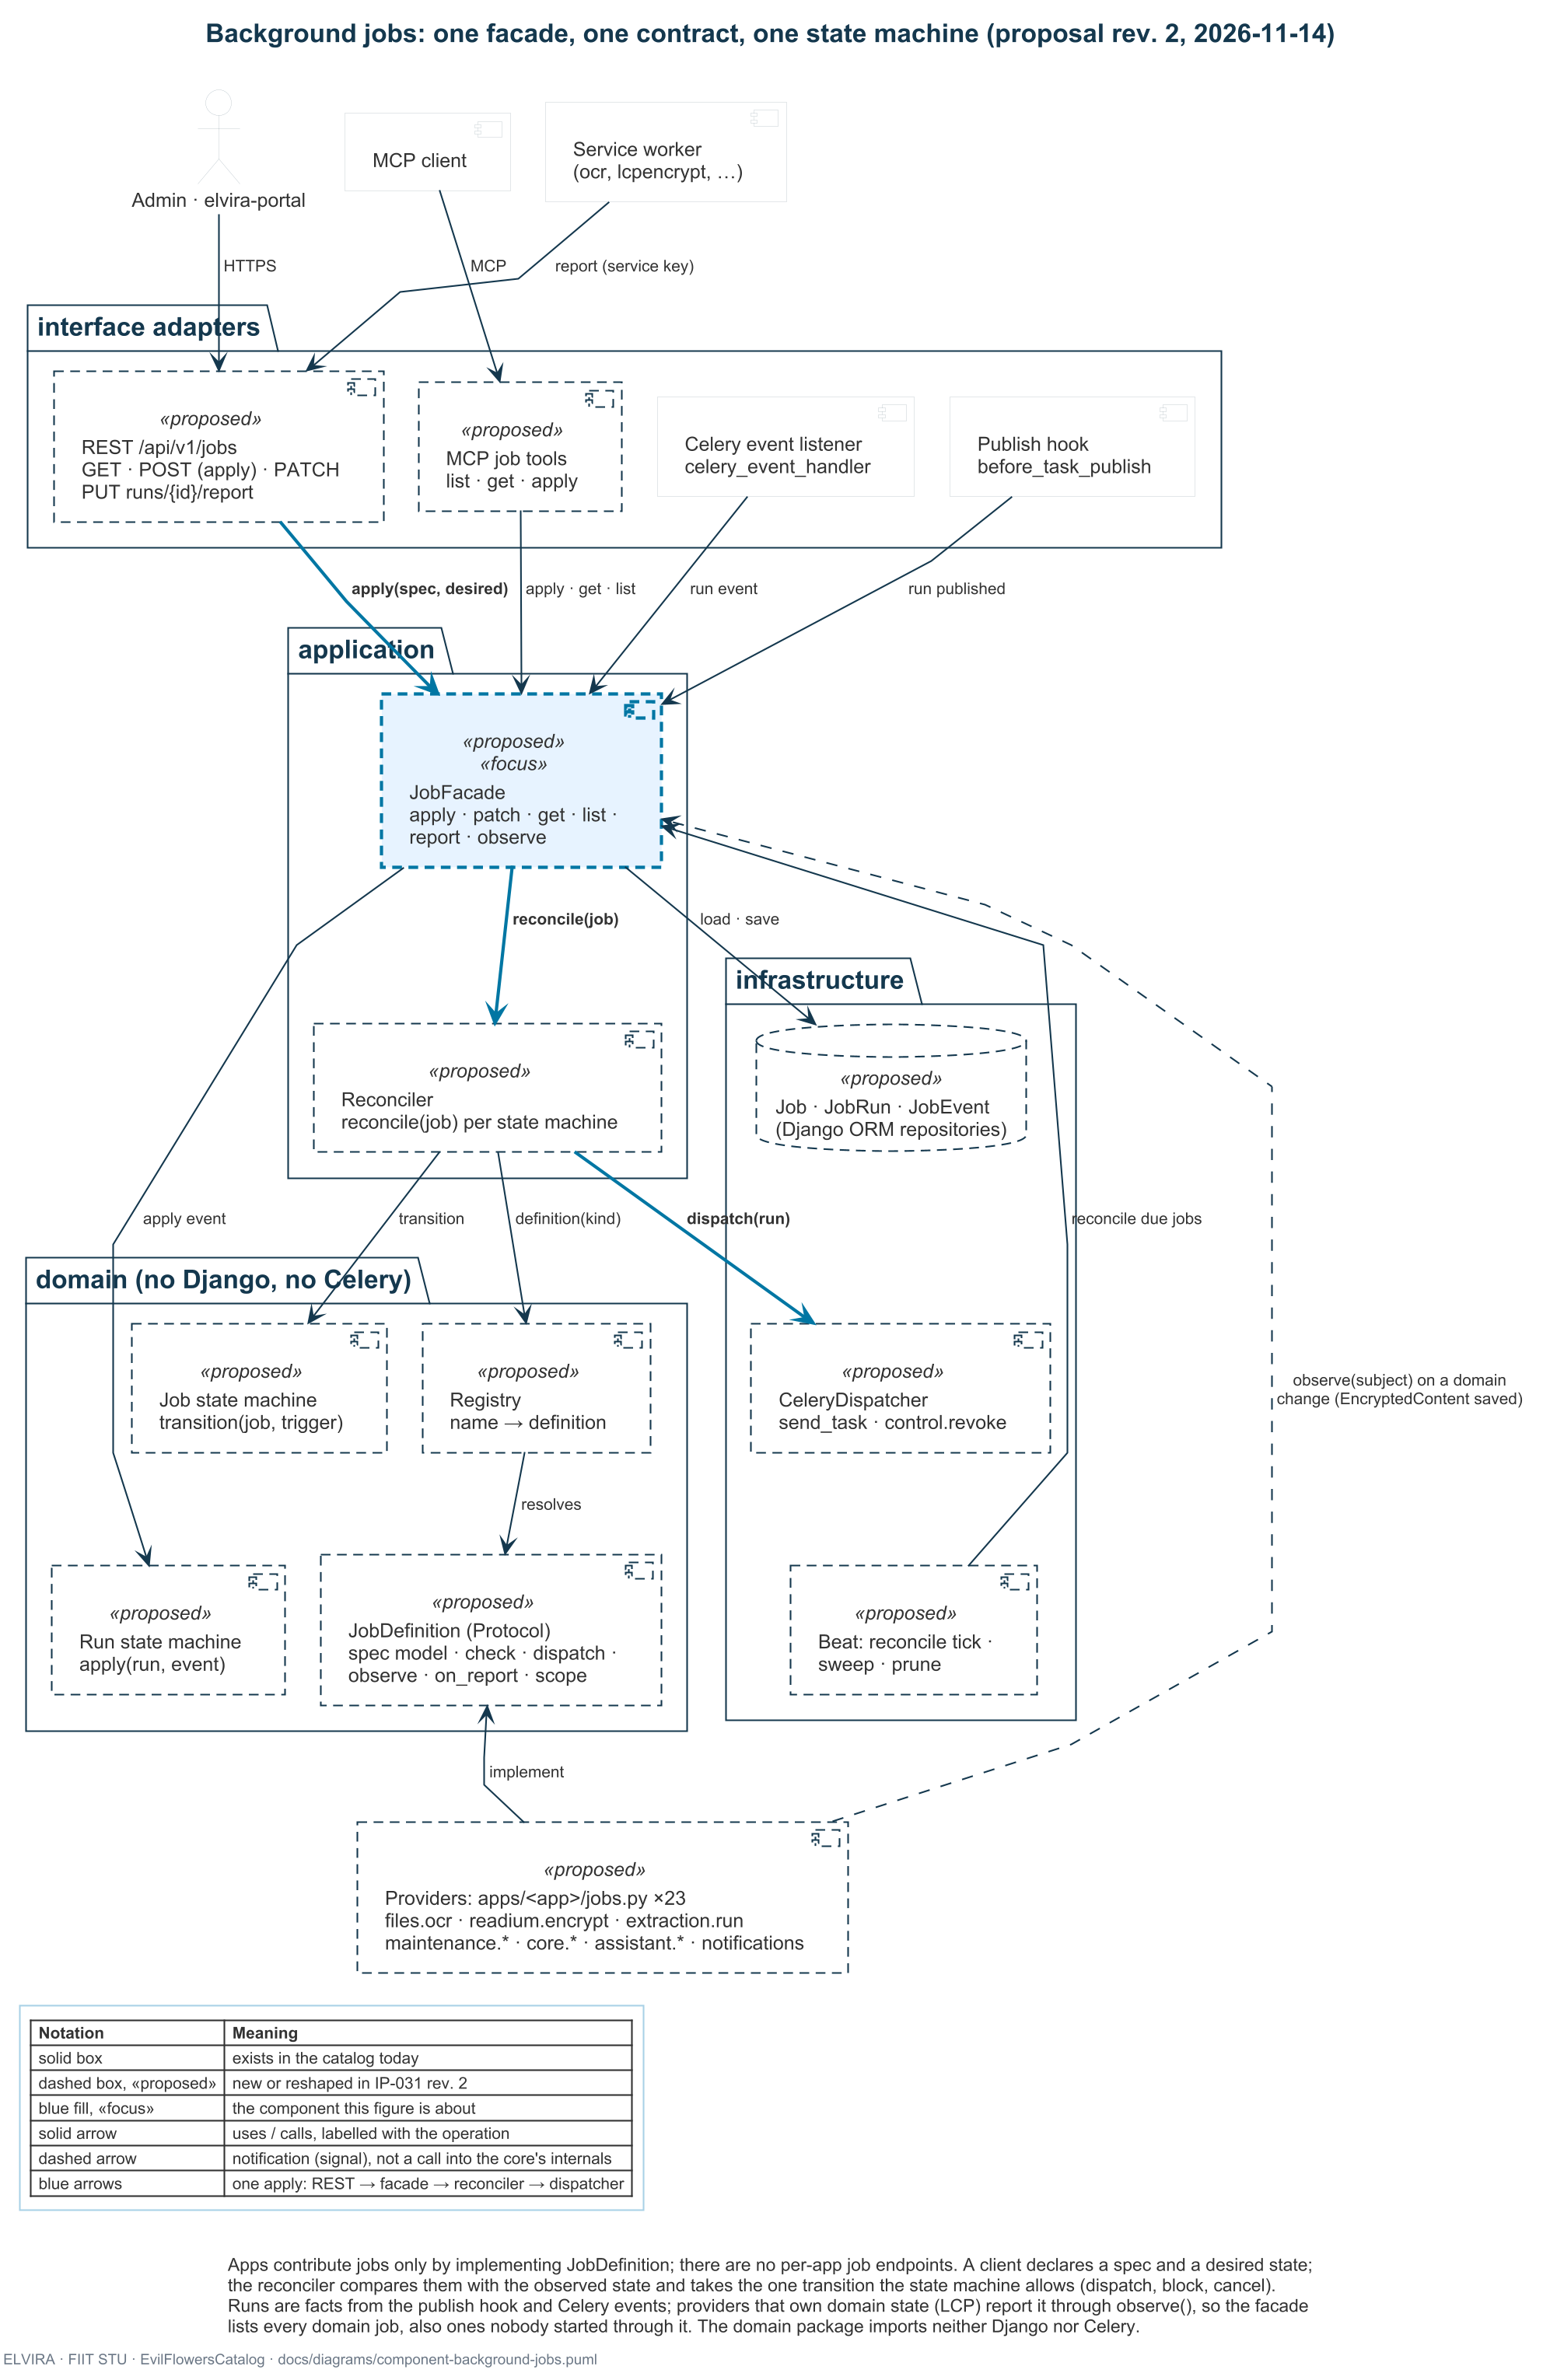 Background jobs: one facade, one contract, one state machine (proposal rev. 2, 2026-11-14)
Admin · elvira-portal
MCP client
Service worker
(ocr, lcpencrypt, …)
HTTPS
MCP
report (service key)
interface adapters
«proposed»
REST /api/v1/jobs
GET · POST (apply) · PATCH
PUT runs/{id}/report
«proposed»
MCP job tools
list · get · apply
Celery event listener
celery_event_handler
Publish hook
before_task_publish
apply(spec, desired)
apply · get · list
run event
run published
application
«proposed»
«focus»
JobFacade
apply · patch · get · list ·
report · observe
reconcile(job)
load · save
infrastructure
«proposed»
Reconciler
reconcile(job) per state machine
«proposed»
Job · JobRun · JobEvent
(Django ORM repositories)
apply event
transition
definition(kind)
dispatch(run)
reconcile due jobs
domain (no Django, no Celery)
«proposed»
Job state machine
transition(job, trigger)
«proposed»
Registry
name → definition
«proposed»
CeleryDispatcher
send_task · control.revoke
observe(subject) on a domain
change (EncryptedContent saved)
resolves
«proposed»
Run state machine
apply(run, event)
«proposed»
JobDefinition (Protocol)
spec model · check · dispatch ·
observe · on_report · scope
«proposed»
Beat: reconcile tick ·
sweep · prune
implement
«proposed»
Providers: apps/<app>/jobs.py ×23
files.ocr · readium.encrypt · extraction.run
maintenance.* · core.* · assistant.* · notifications
Notation Meaning
solid box exists in the catalog today
dashed box, «proposed» new or reshaped in IP-031 rev. 2
blue fill, «focus» the component this figure is about
solid arrow uses / calls, labelled with the operation
dashed arrow notification (signal), not a call into the core's internals
blue arrows one apply: REST → facade → reconciler → dispatcher
Apps contribute jobs only by implementing JobDefinition; there are no per-app job endpoints. A client declares a spec and a desired state;
the reconciler compares them with the observed state and takes the one transition the state machine allows (dispatch, block, cancel).
Runs are facts from the publish hook and Celery events; providers that own domain state (LCP) report it through observe(), so the facade
lists every domain job, also ones nobody started through it. The domain package imports neither Django nor Celery.
ELVIRA · FIIT STU · EvilFlowersCatalog · docs/diagrams/component-background-jobs.puml